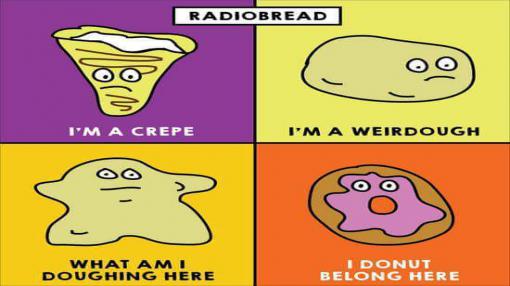 RADIOBREAD
I'M A CREPE
I'M A WEIRDOUGH
WHAT AM I
DOUGHING HERE
I DONUT
BELONG HERE